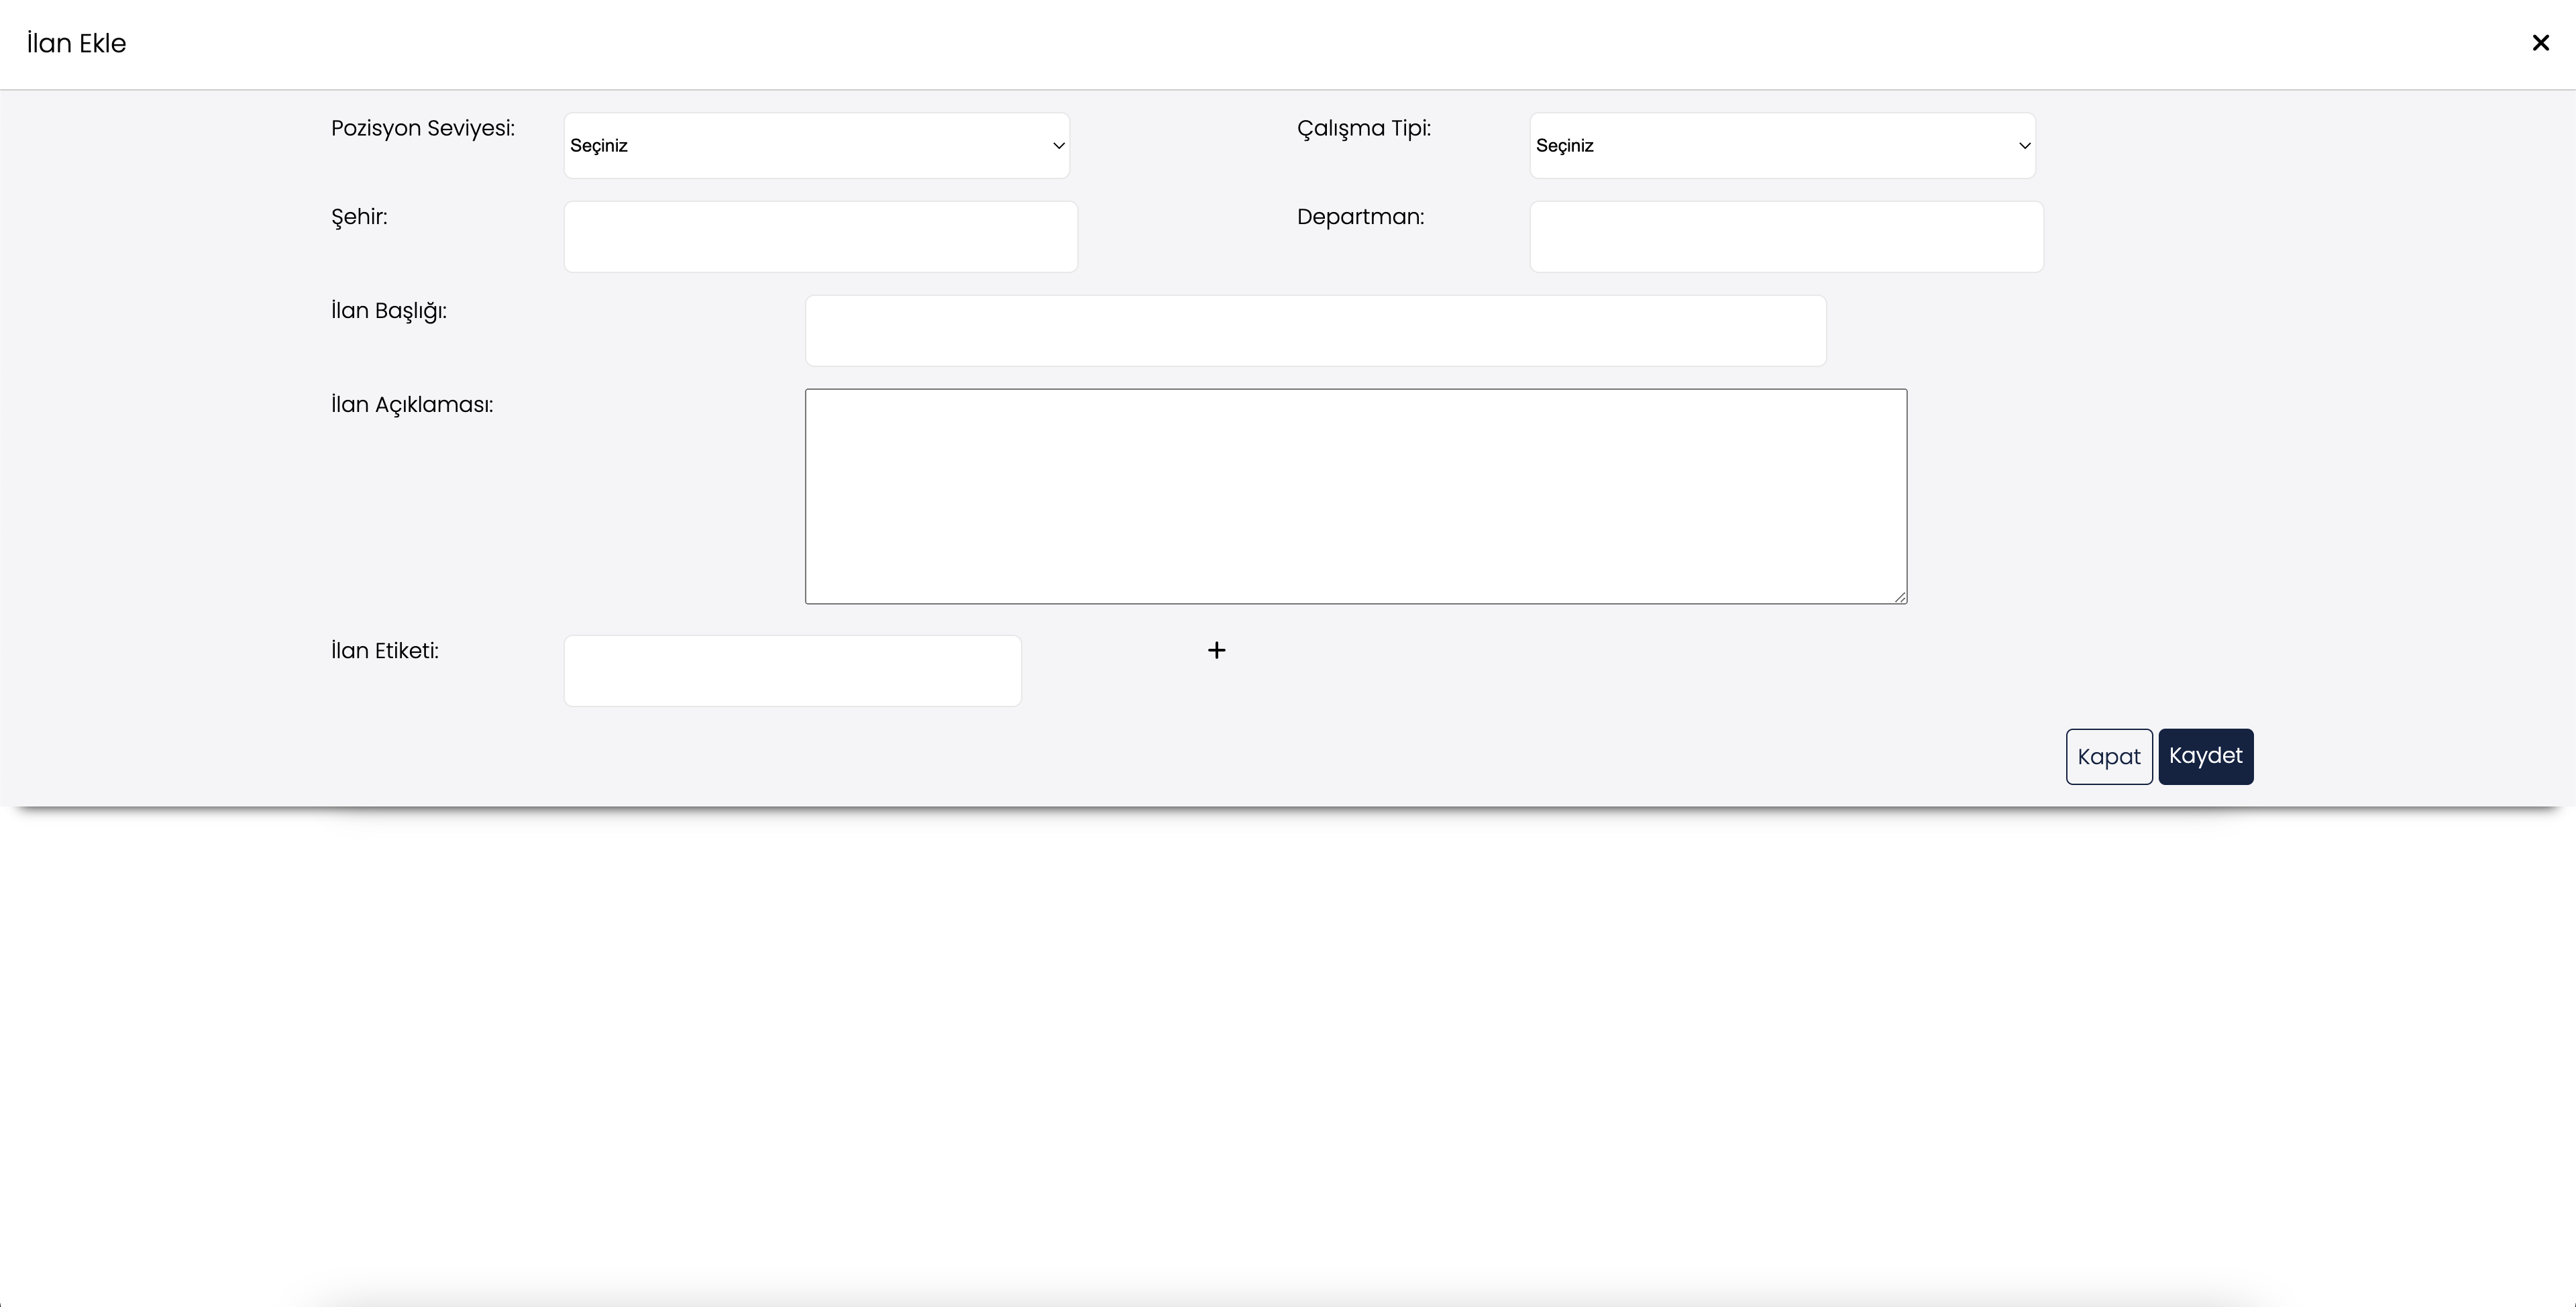 İlan Ekle
Pozisyon Seviyesi:
Seçiniz
Çalışma Tipi:
Seçiniz
Şehir:
Departman:
İlan Başlığı:
İlan Açıklaması:
İlan Etiketi:
+
Kapat
Kaydet